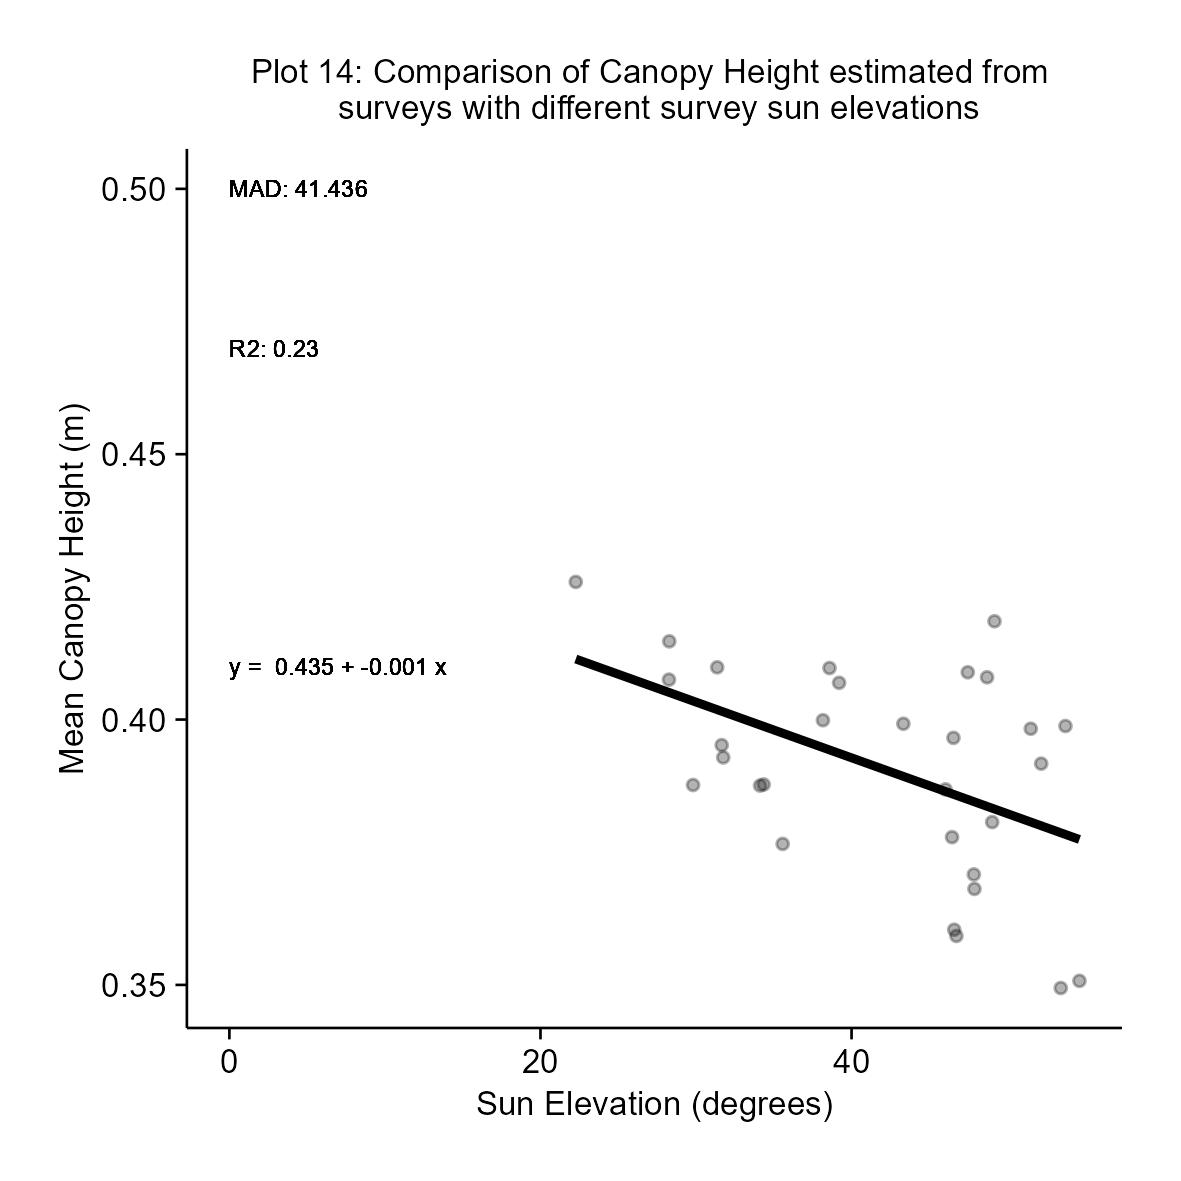 Plot 14: Comparison of Canopy Height estimated from
surveys with different survey sun elevations
0.50
MAD: 41.436
R2: 0.23
0.45
Mean Canopy Height (m)
y =  0.435 + -0.001 x
0.40
0.35
0 20 40
Sun Elevation (degrees)